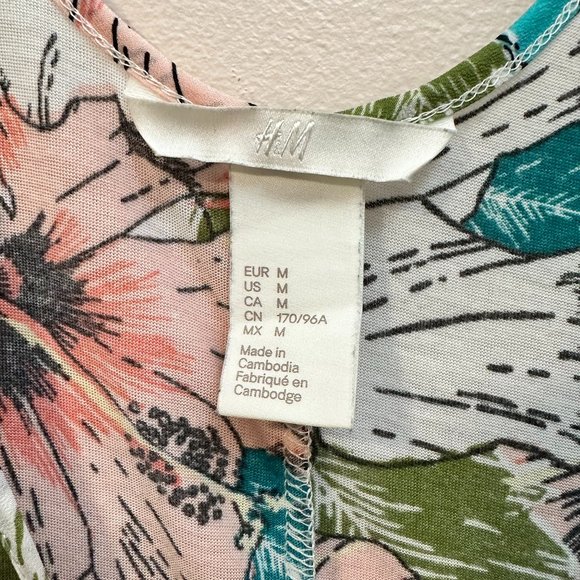 H&M
EUR M
US M
CA M
CN 170/96A
MX M
Made in
Cambodia
Fabriqué en
Cambodge